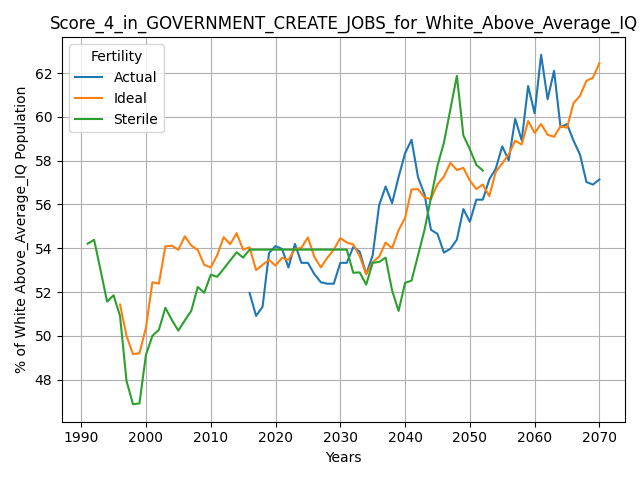 Score_4_in_GOVERNMENT_CREATE_JOBS_for_White_Above_Average_IQ
Fertility
Actual
Ideal
Sterile
% of White Above_Average_IQ Population
62
60
58
56
54
52
50
48
1990
2000
2010
2020
2030
2040
2050
2060
2070
Years